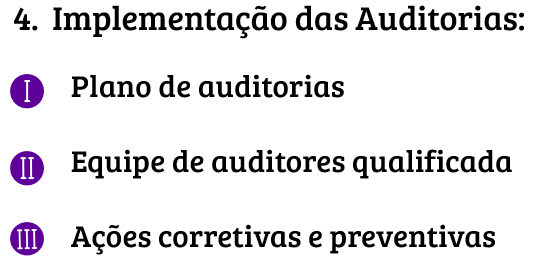 4. Implementação das Auditorias:
I Plano de auditorias
II Equipe de auditores qualificada
III Ações corretivas e preventivas